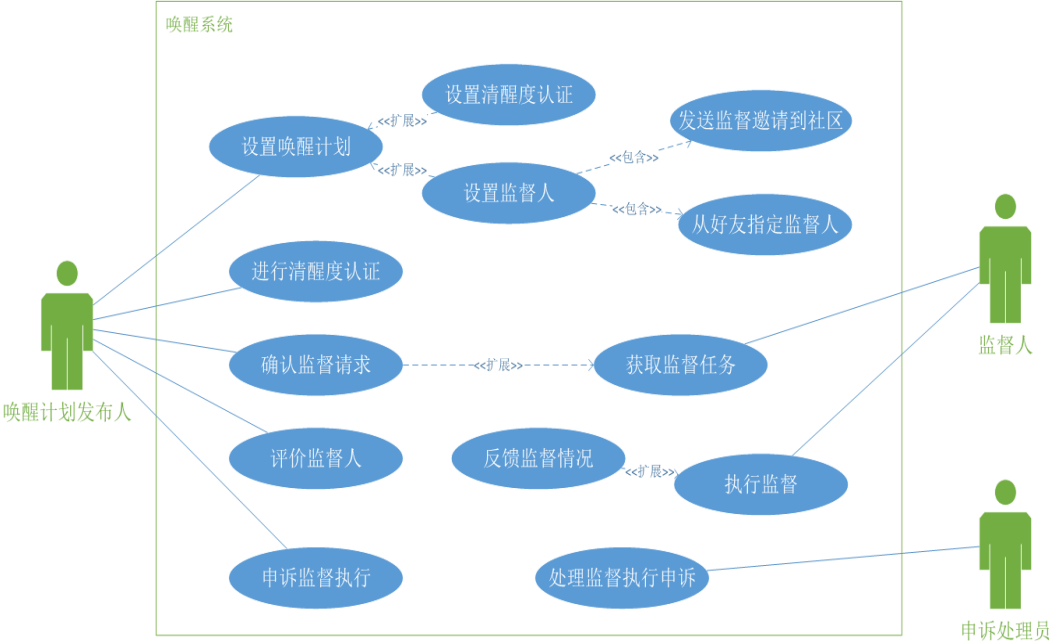 唤醒系统
设置清醒度认证
<<扩展>>
设置唤醒计划
发送监督邀请到社区
<<包含>>
<<扩展>>
设置监督人
<<包含>>
从好友指定监督人
进行清醒度认证
监督人
确认监督请求
<<扩展>>
获取监督任务
唤醒计划发布人
评价监督人
反馈监督情况
<<扩展>>
执行监督
申诉监督执行
处理监督执行申诉
申诉处理员